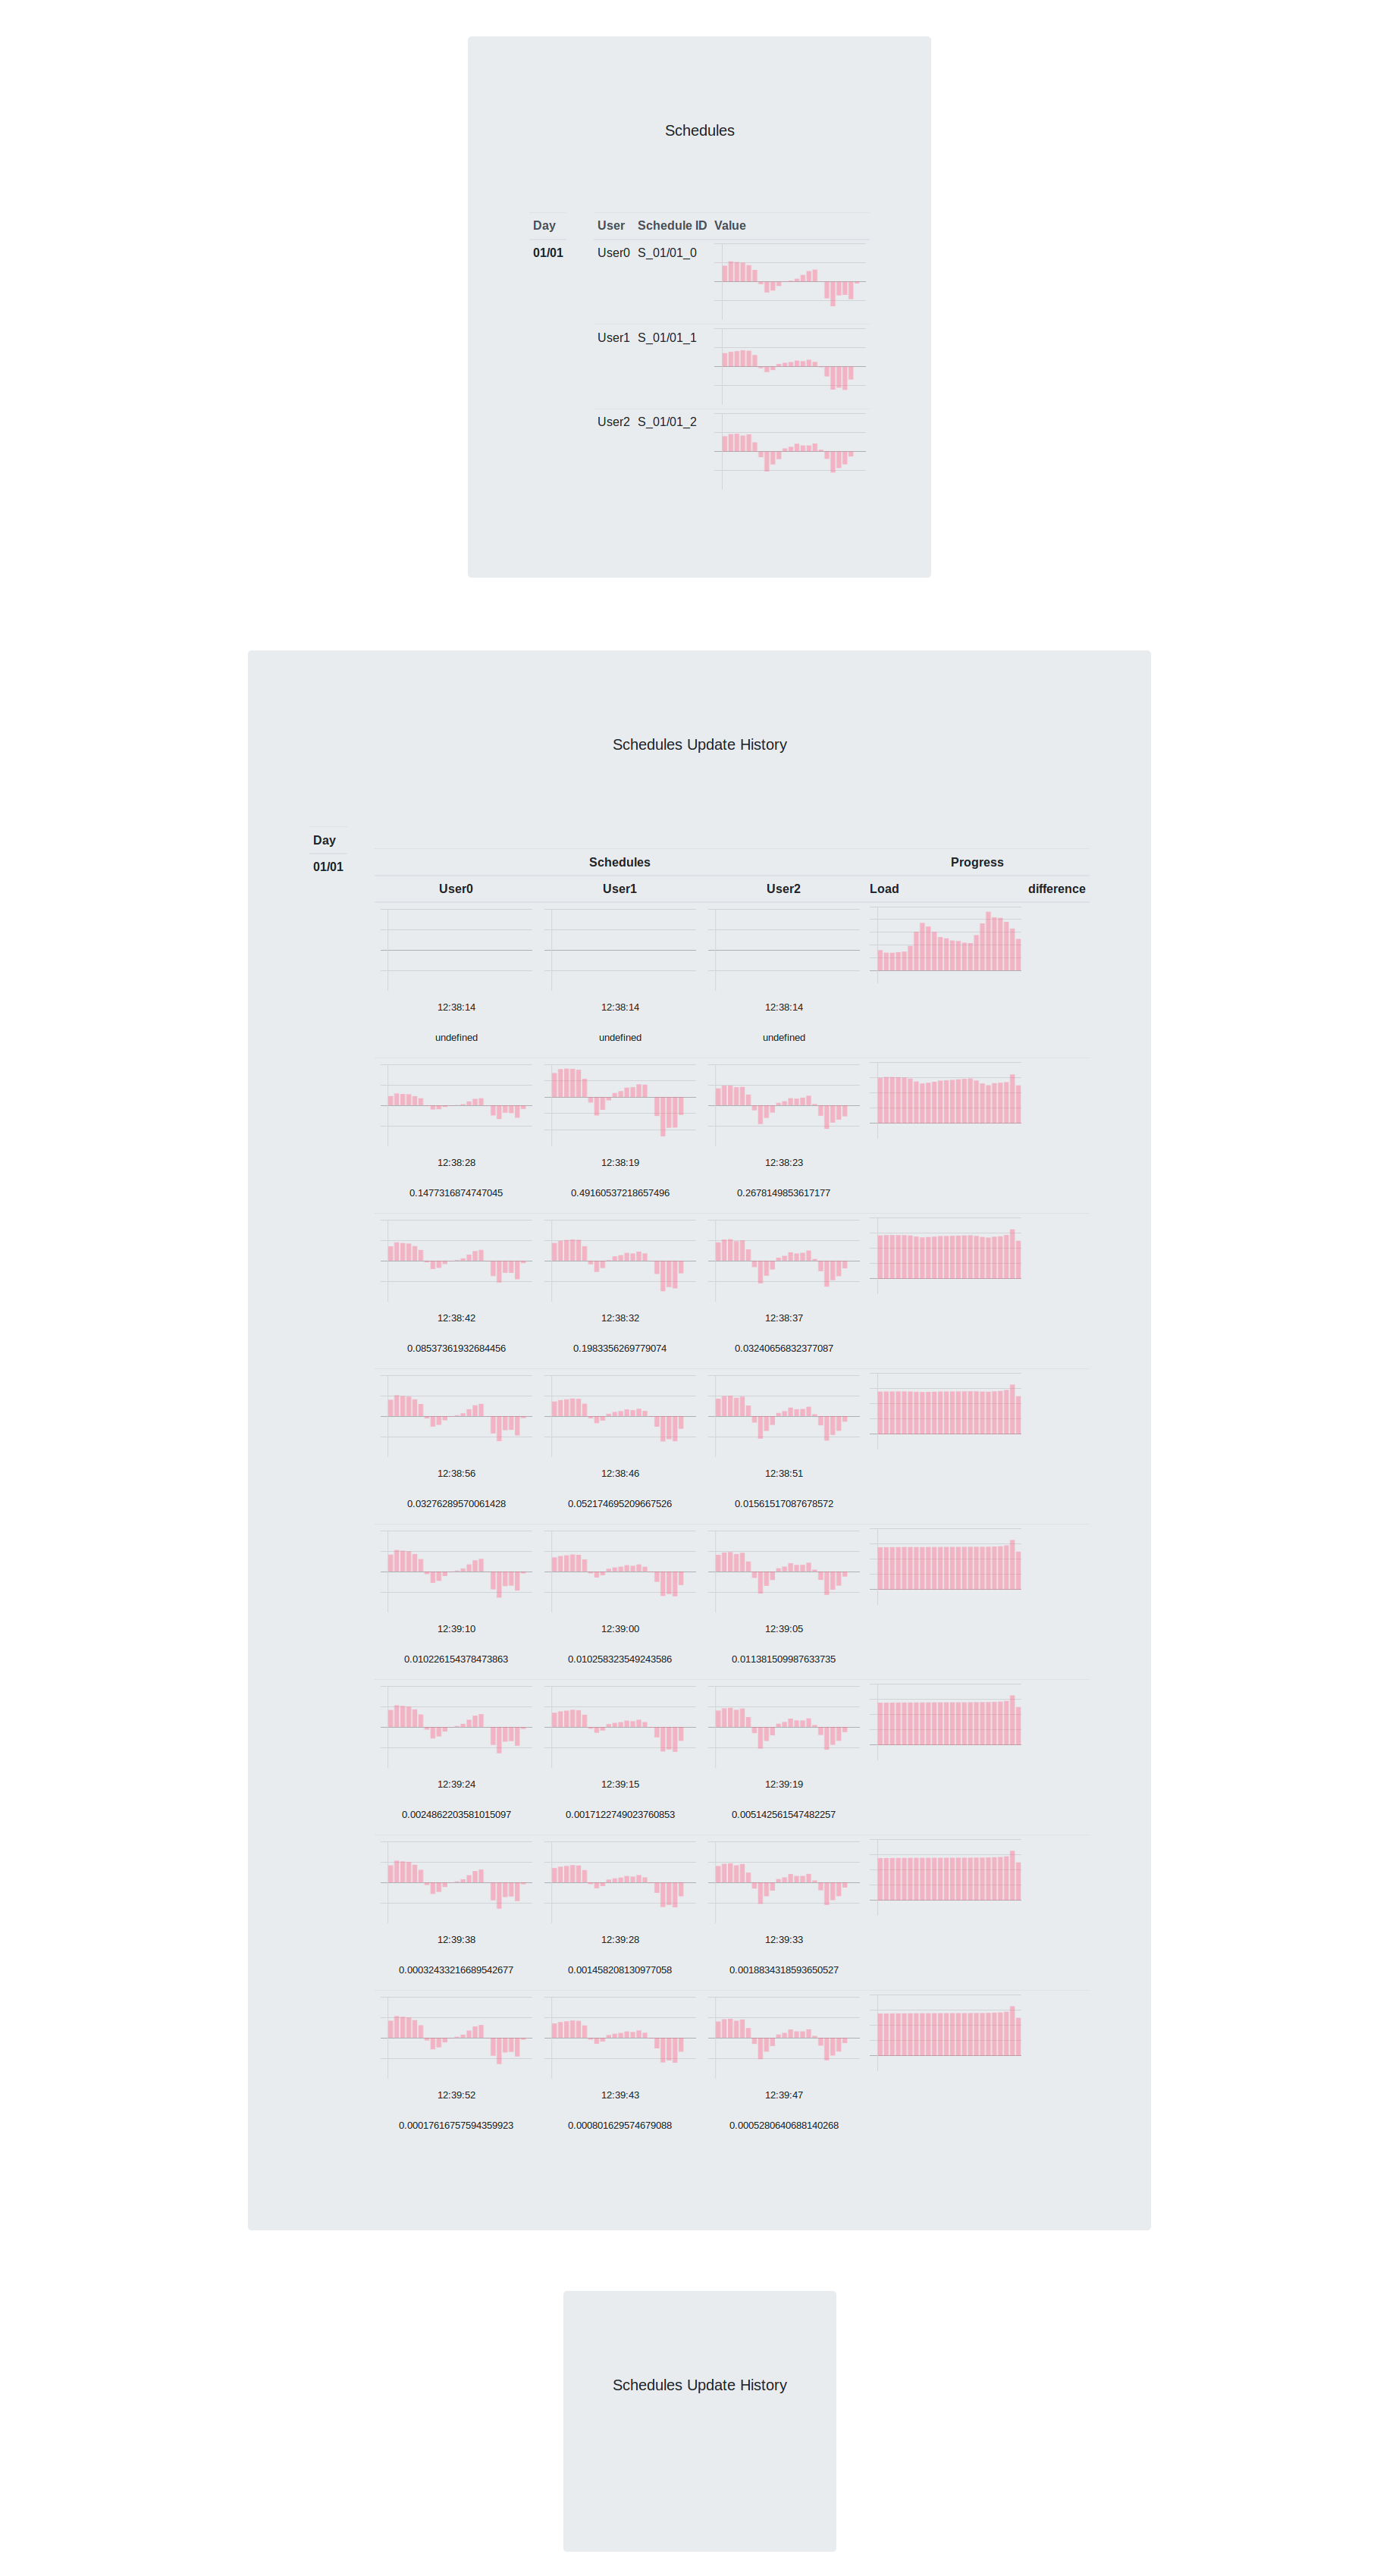 Schedules
Day
User Schedule ID Value
01/01
User0 S_01/01_0
User1 S_01/01_1
User2 S_01/01_2
Schedules Update History
Day
01/01
Schedules Progress
User0 User1 User2 Load difference
12:38:14 12:38:14 12:38:14
undefined undefined undefined
12:38:28 12:38:19 12:38:23
0.1477316874747045 0.49160537218657496 0.2678149853617177
12:38:42 12:38:32 12:38:37
0.08537361932684456 0.1983356269779074 0.03240656832377087
12:38:56 12:38:46 12:38:51
0.03276289570061428 0.052174695209667526 0.01561517087678572
12:39:10 12:39:00 12:39:05
0.010226154378473863 0.010258323549243586 0.011381509987633735
12:39:24 12:39:15 12:39:19
0.0024862203581015097 0.0017122749023760853 0.005142561547482257
12:39:38 12:39:28 12:39:33
0.00032433216689542677 0.001458208130977058 0.0018834318593650527
12:39:52 12:39:43 12:39:47
0.00017616757594359923 0.000801629574679088 0.0005280640688140268
Schedules Update History